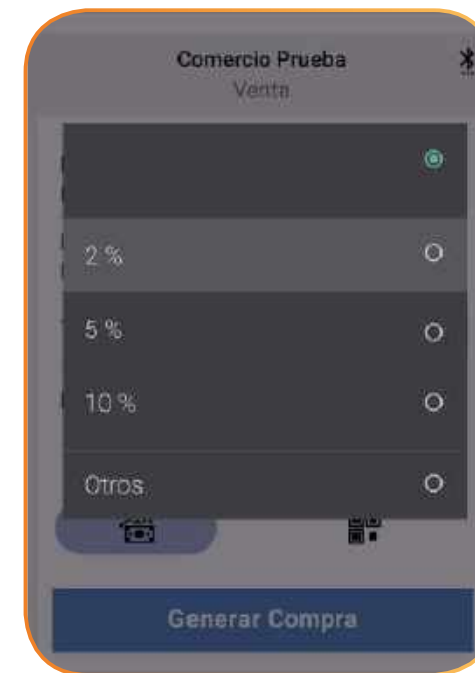 Comercio Prueba
Venta
2 %
5 %
10 %
Otros
Generar Compra